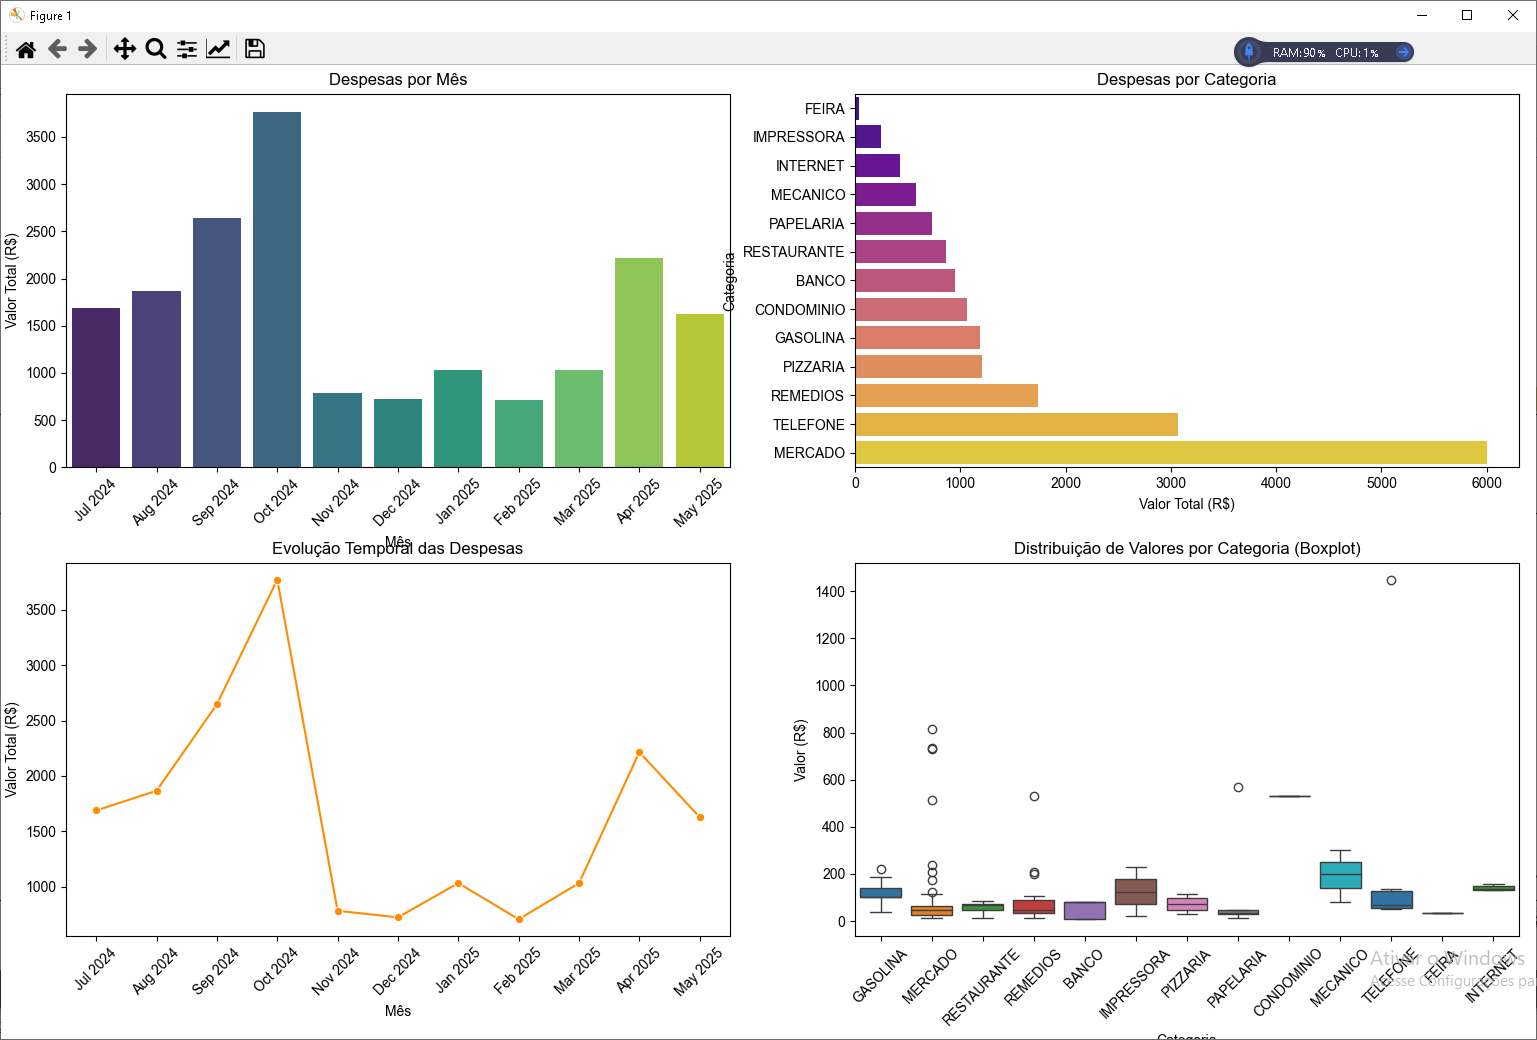 Figure 1
RAM: 90% CPU: 1%
Despesas por Mês
Valor Total (R$)
3500
3000
2500
2000
1500
1000
500
0
Jul 2024
Aug 2024
Sep 2024
Oct 2024
Nov 2024
Dec 2024
Jan 2025
Feb 2025
Mar 2025
Apr 2025
May 2025
Mês
Despesas por Categoria
Categoria
FEIRA
IMPRESSORA
INTERNET
MECANICO
PAPELARIA
RESTAURANTE
BANCO
CONDOMINIO
GASOLINA
PIZZARIA
REMEDIOS
TELEFONE
MERCADO
0
1000
2000
3000
4000
5000
6000
Valor Total (R$)
Evolução Temporal das Despesas
Valor Total (R$)
3500
3000
2500
2000
1500
1000
Jul 2024
Aug 2024
Sep 2024
Oct 2024
Nov 2024
Dec 2024
Jan 2025
Feb 2025
Mar 2025
Apr 2025
May 2025
Mês
Distribuição de Valores por Categoria (Boxplot)
Valor (R$)
1400
1200
1000
800
600
400
200
0
GASOLINA
MERCADO
RESTAURANTE
REMEDIOS
BANCO
IMPRESSORA
PIZZARIA
PAPELARIA
CONDOMINIO
MECANICO
TELEFONE
FEIRA
INTERNET
Categoria
Ativar o Windows
Acesse Configurações pa